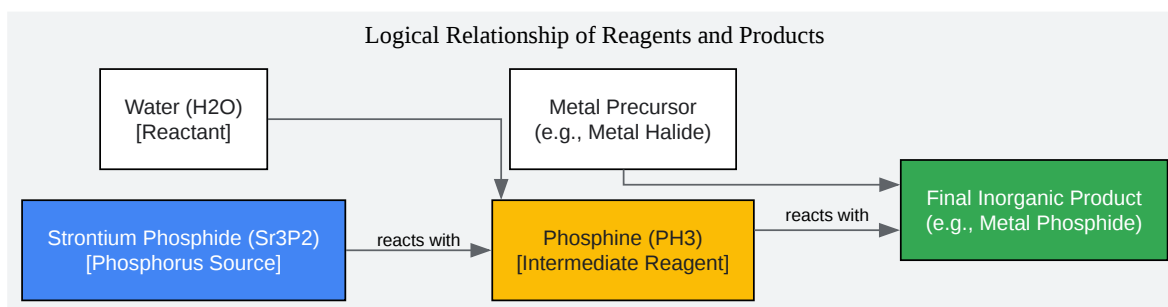 Logical Relationship of Reagents and Products
Water (H2O)
[Reactant]
Metal Precursor
(e.g., Metal Halide)
Final Inorganic Product
(e.g., Metal Phosphide)
Strontium Phosphide (Sr3P2)
[Phosphorus Source]
reacts with
Phosphine (PH3)
[Intermediate Reagent]
reacts with